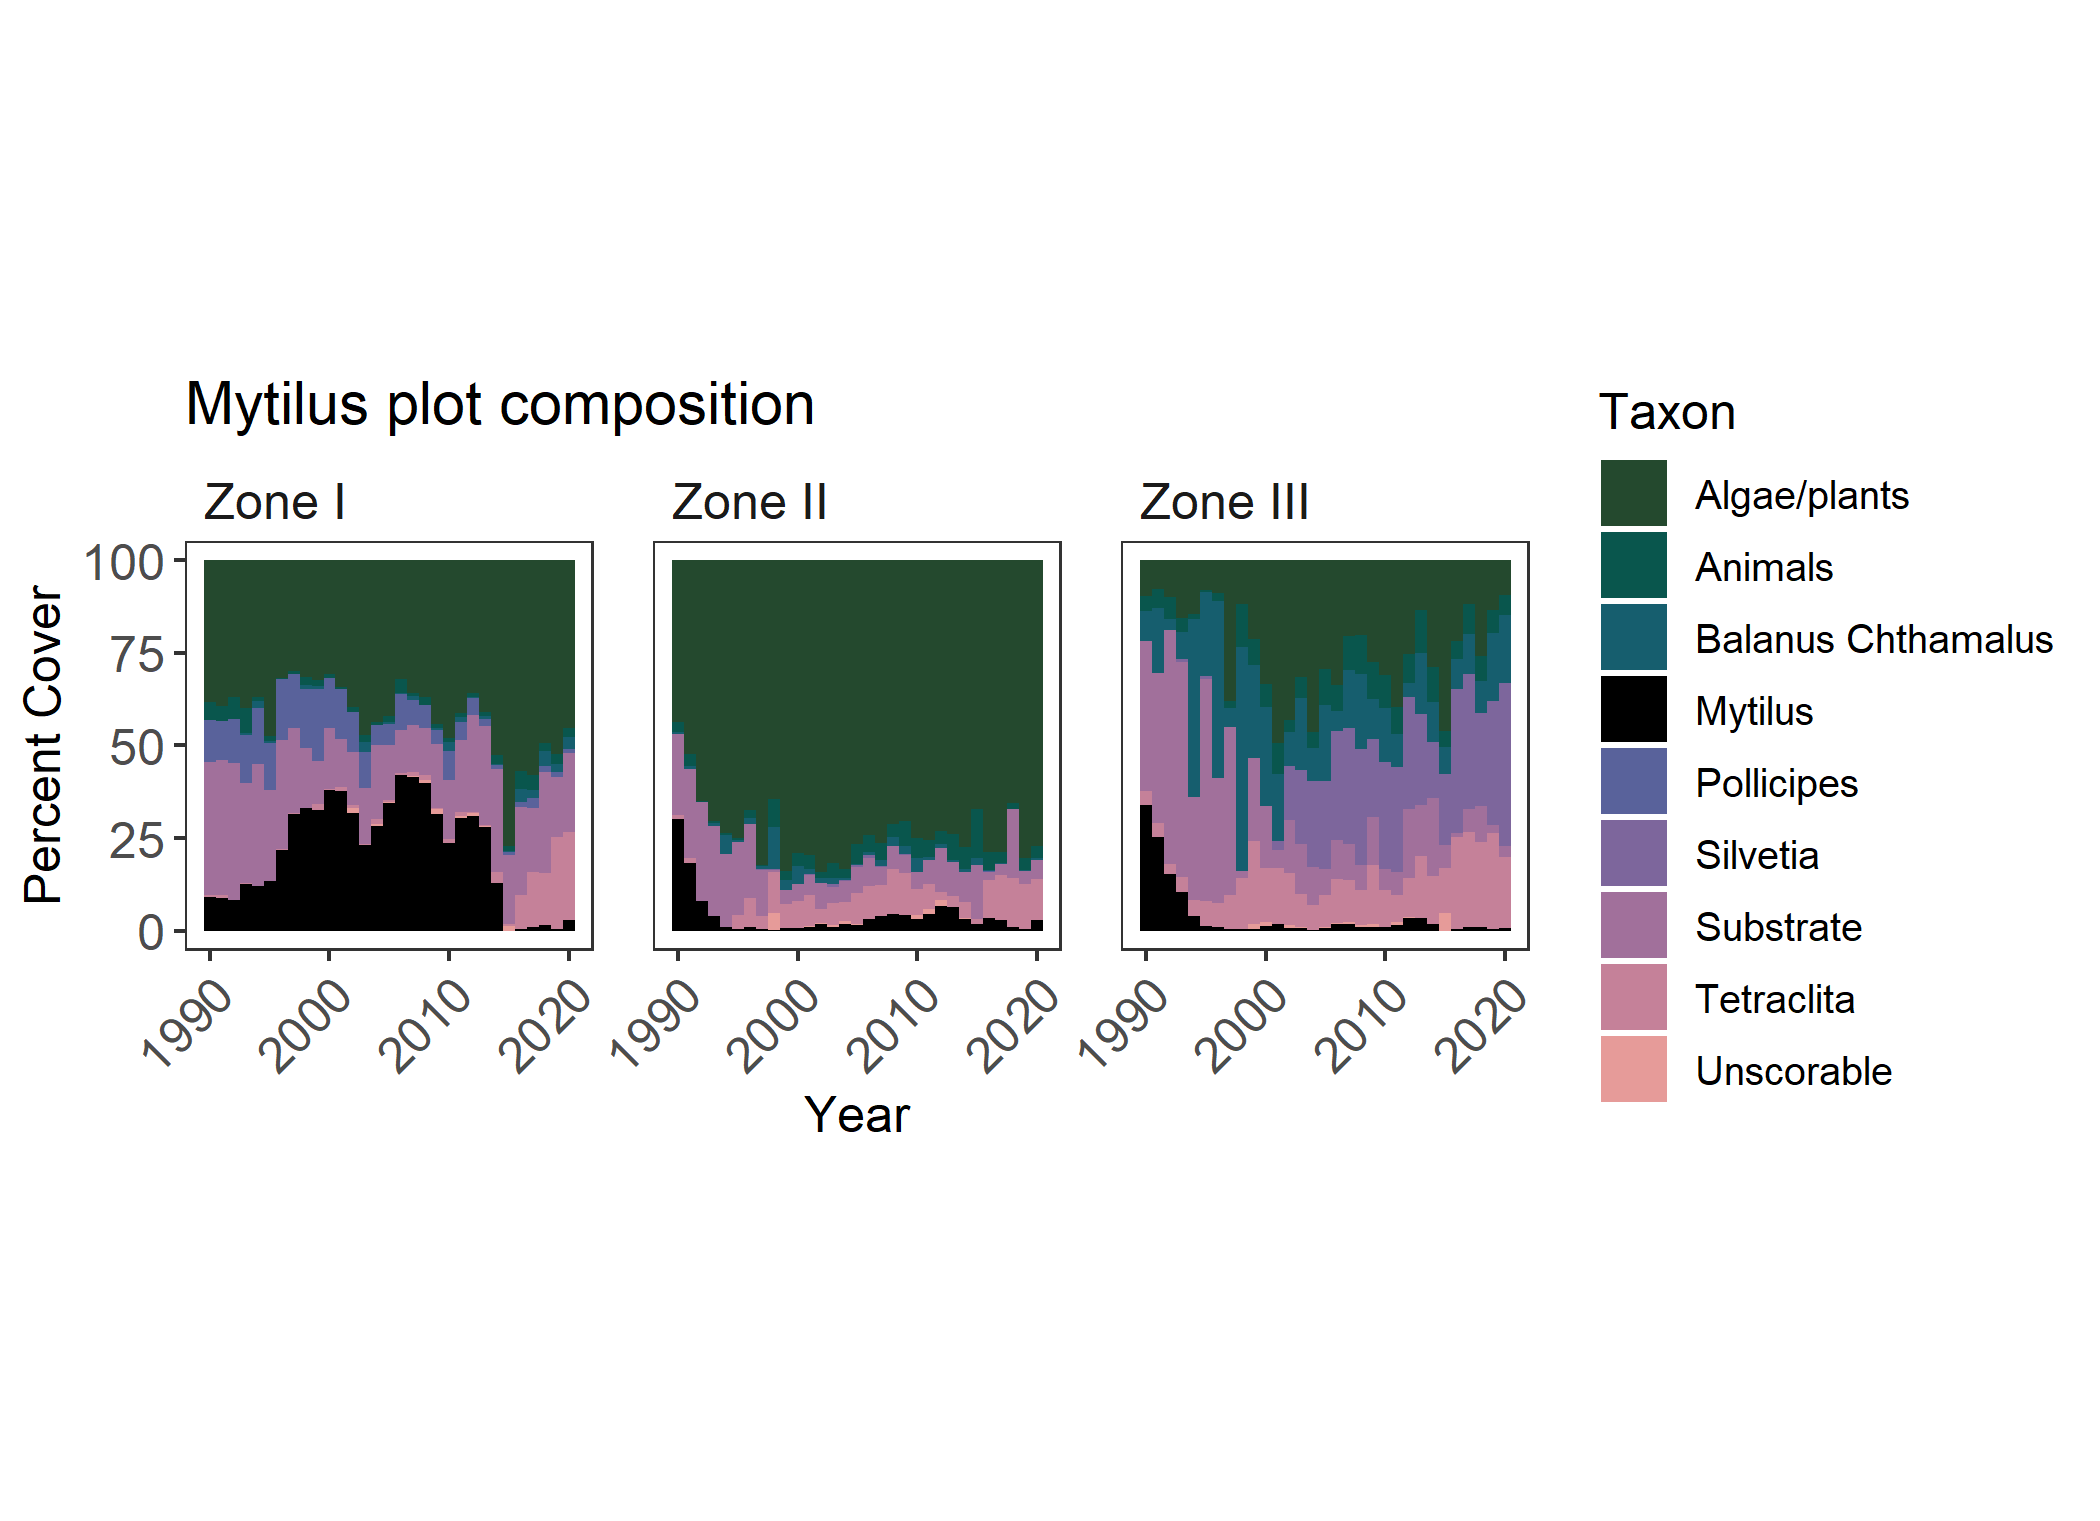 Mytilus plot composition
Zone I
Zone II
Zone III
Percent Cover
100
75
50
25
0
1990 2000 2010 2020
1990 2000 2010 2020
1990 2000 2010 2020
Year
Taxon
Algae/plants
Animals
Balanus Chthamalus
Mytilus
Pollicipes
Silvetia
Substrate
Tetraclita
Unscorable